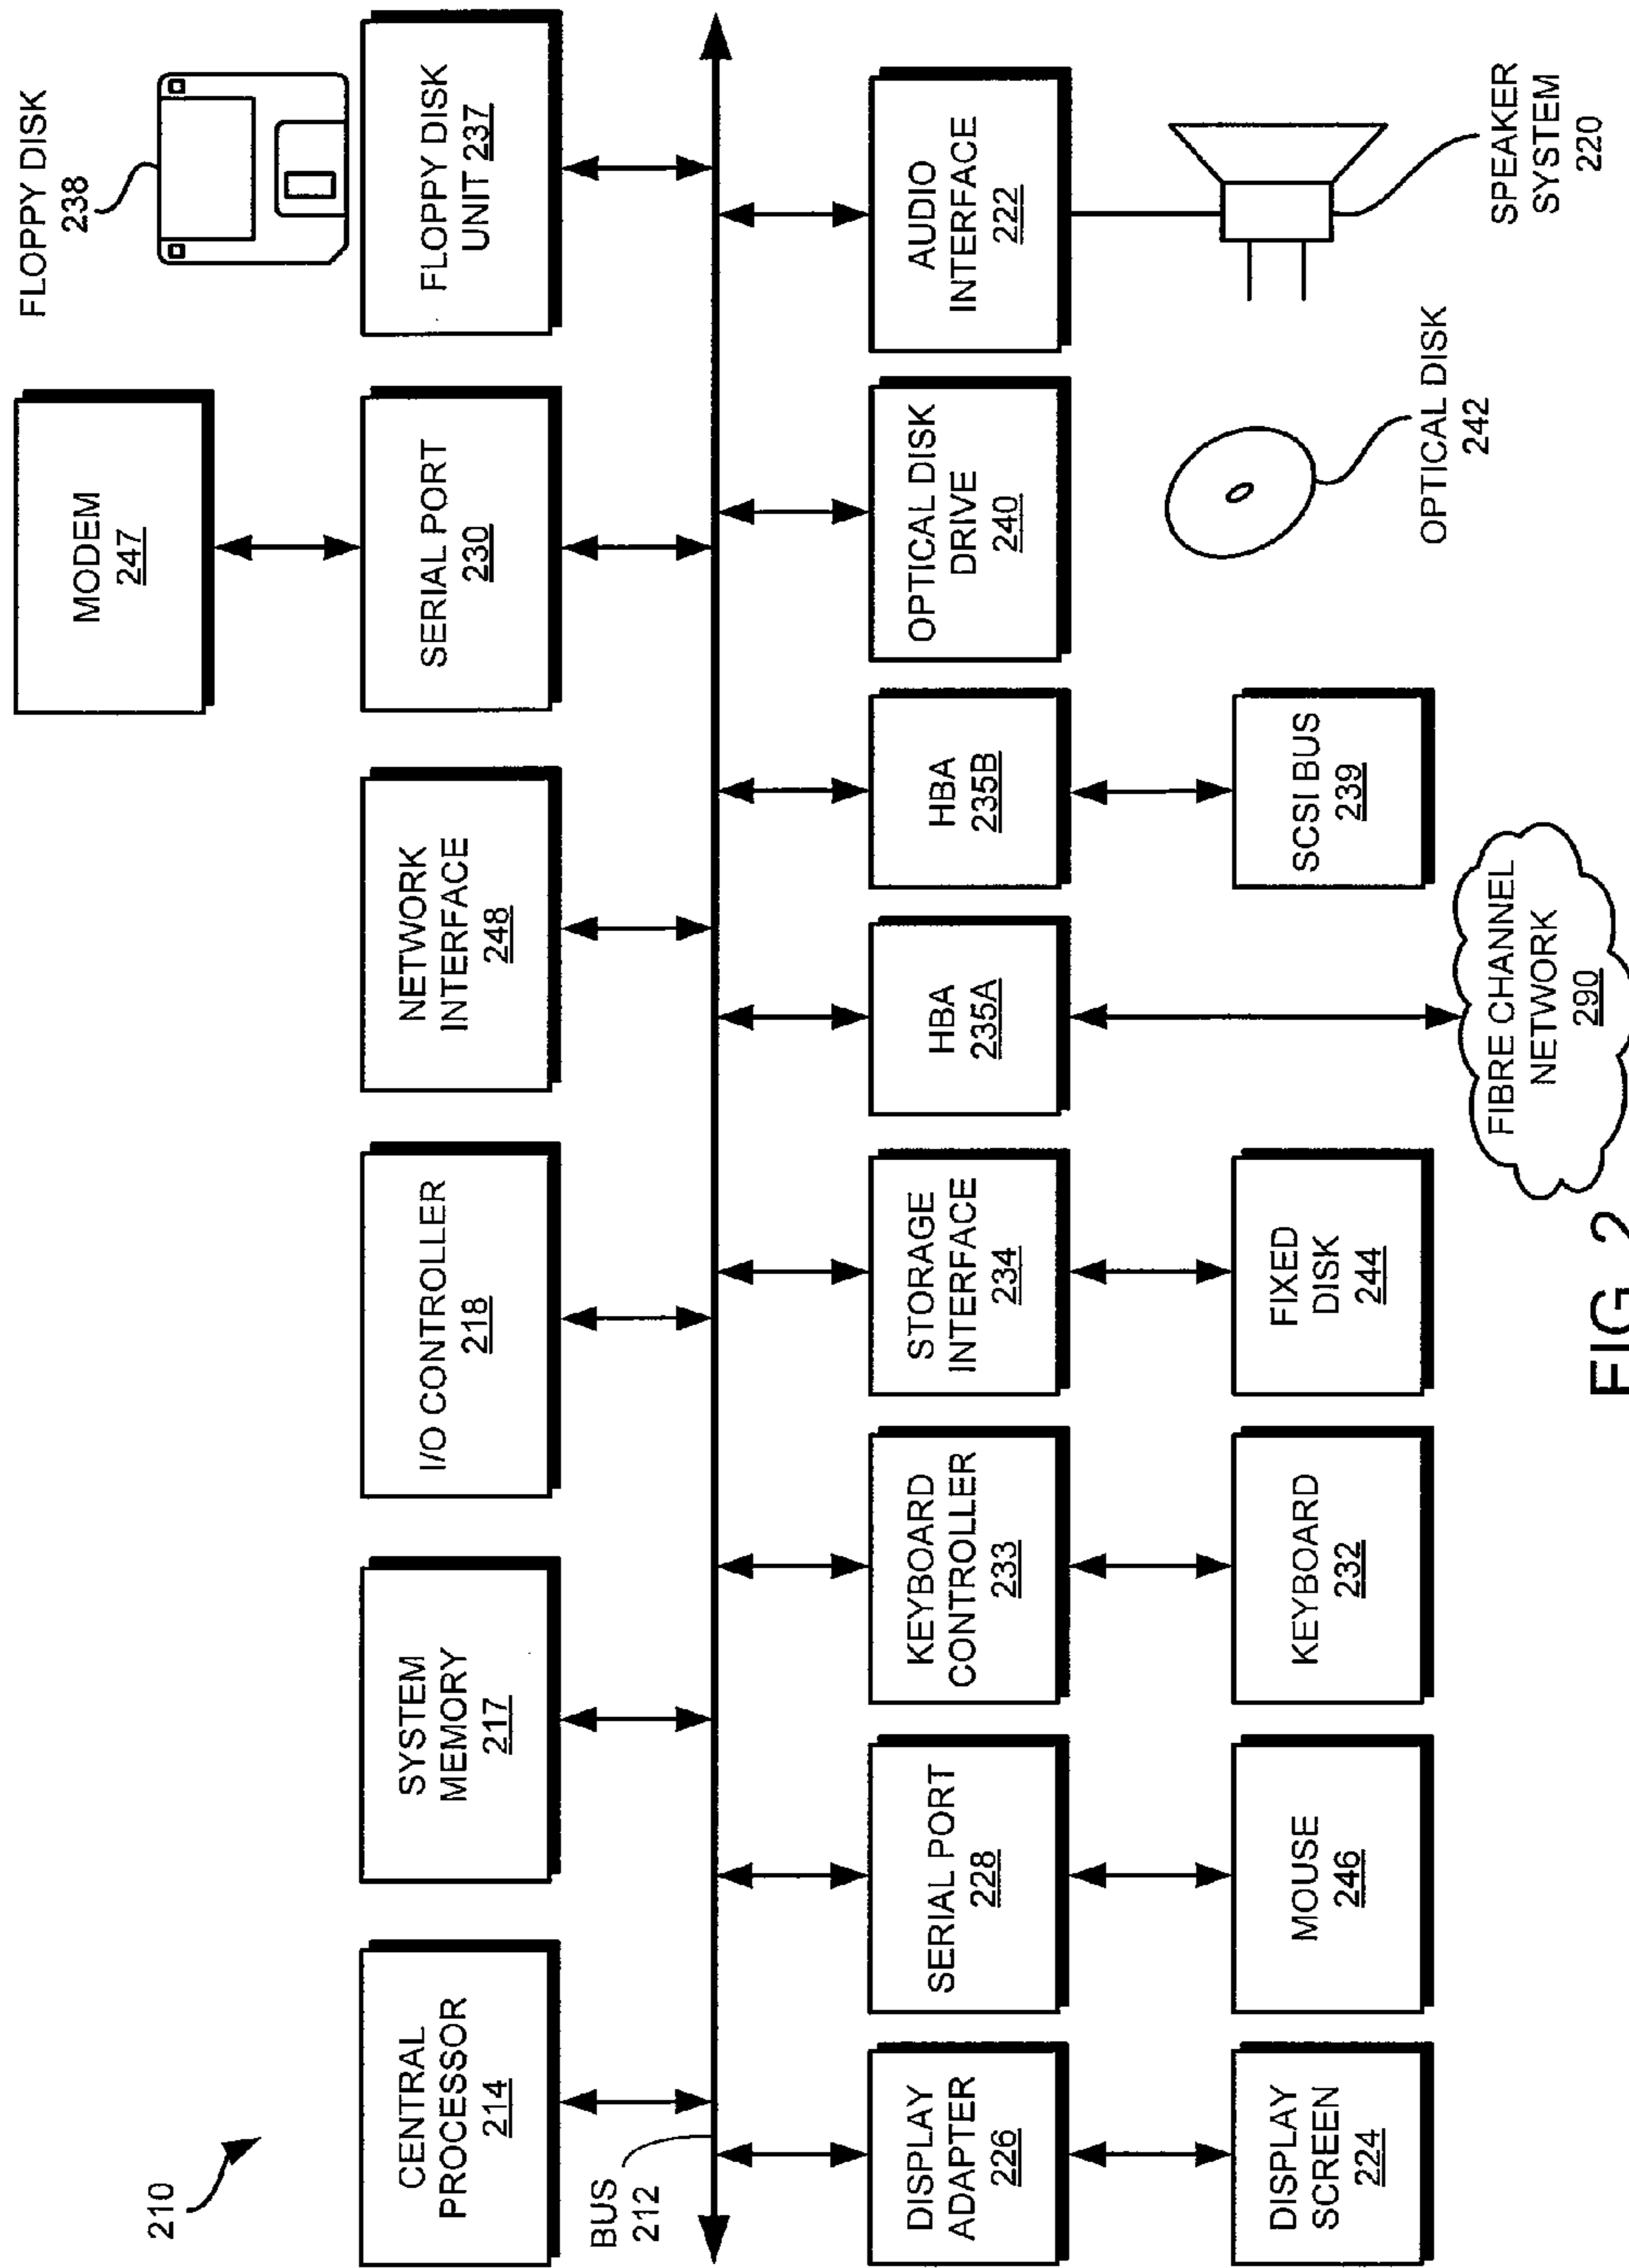 210
CENTRAL
PROCESSOR
214
SYSTEM
MEMORY
217
I/O CONTROLLER
218
NETWORK
INTERFACE
248
MODEM
247
SERIAL PORT
230
FLOPPY DISK
238
FLOPPY DISK
UNIT 237
BUS
212
DISPLAY
ADAPTER
226
SERIAL PORT
228
KEYBOARD
CONTROLLER
233
STORAGE
INTERFACE
234
HBA
235A
HBA
235B
OPTICAL DISK
DRIVE
240
AUDIO
INTERFACE
222
DISPLAY
SCREEN
224
MOUSE
246
KEYBOARD
232
FIXED
DISK
244
FIBRE CHANNEL
NETWORK
290
SCSI BUS
239
OPTICAL DISK
242
SPEAKER
SYSTEM
220
FIG. 2